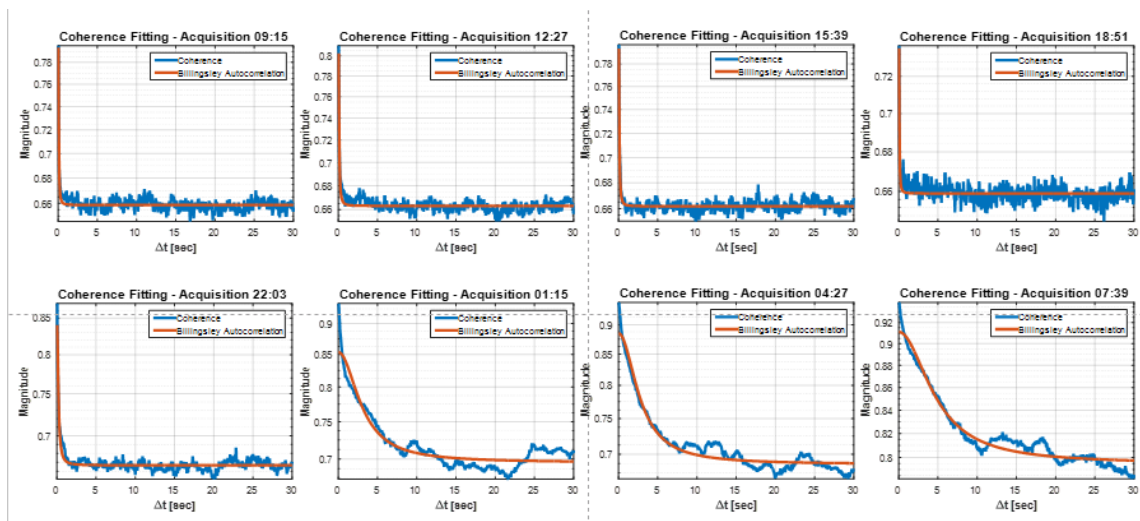 Coherence Fitting - Acquisition 09:15
Coherence
Billingsley Autocorrelation
Magnitude
0.78
0.76
0.74
0.72
0.7
0.68
0.66
0 5 10 15 20 25 30
Δt [sec]
Coherence Fitting - Acquisition 12:27
Coherence
Billingsley Autocorrelation
Magnitude
0.8
0.78
0.76
0.74
0.72
0.7
0.68
0.66
0 5 10 15 20 25 30
Δt [sec]
Coherence Fitting - Acquisition 15:39
Coherence
Billingsley Autocorrelation
Magnitude
0.78
0.76
0.74
0.72
0.7
0.68
0.66
0 5 10 15 20 25 30
Δt [sec]
Coherence Fitting - Acquisition 18:51
Coherence
Billingsley Autocorrelation
Magnitude
0.72
0.7
0.68
0.66
0 5 10 15 20 25 30
Δt [sec]
Coherence Fitting - Acquisition 22:03
Coherence
Billingsley Autocorrelation
Magnitude
0.85
0.8
0.7
0 5 10 15 20 25 30
Δt [sec]
Coherence Fitting - Acquisition 01:15
Coherence
Billingsley Autocorrelation
Magnitude
0.9
0.85
0.8
0.7
0 5 10 15 20 25 30
Δt [sec]
Coherence Fitting - Acquisition 04:27
Coherence
Billingsley Autocorrelation
Magnitude
0.9
0.85
0.8
0.75
0.7
0 5 10 15 20 25 30
Δt [sec]
Coherence Fitting - Acquisition 07:39
Coherence
Billingsley Autocorrelation
Magnitude
0.92
0.9
0.88
0.86
0.84
0.82
0.8
0 5 10 15 20 25 30
Δt [sec]